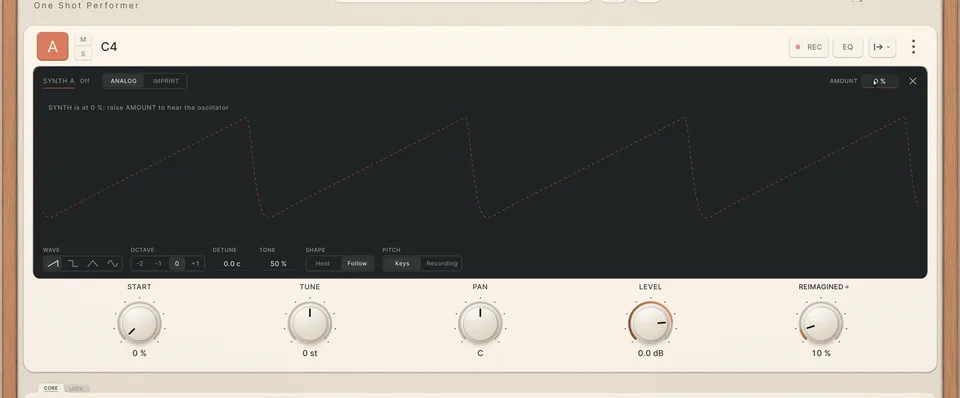 One Shot Performer
A
M
S
C4
REC
EQ
SYNTH A Off
ANALOG
IMPRINT
AMOUNT
0 %
SYNTH is at 0 %: raise AMOUNT to hear the oscillator
WAVE
OCTAVE
DETUNE
TONE
SHAPE
PITCH
-2 -1 0 +1
0.0 c
50 %
Held Follow
Keys Recording
START
TUNE
PAN
LEVEL
REIMAGINED
0 %
0 st
C
0.0 dB
10 %
CORE
USER